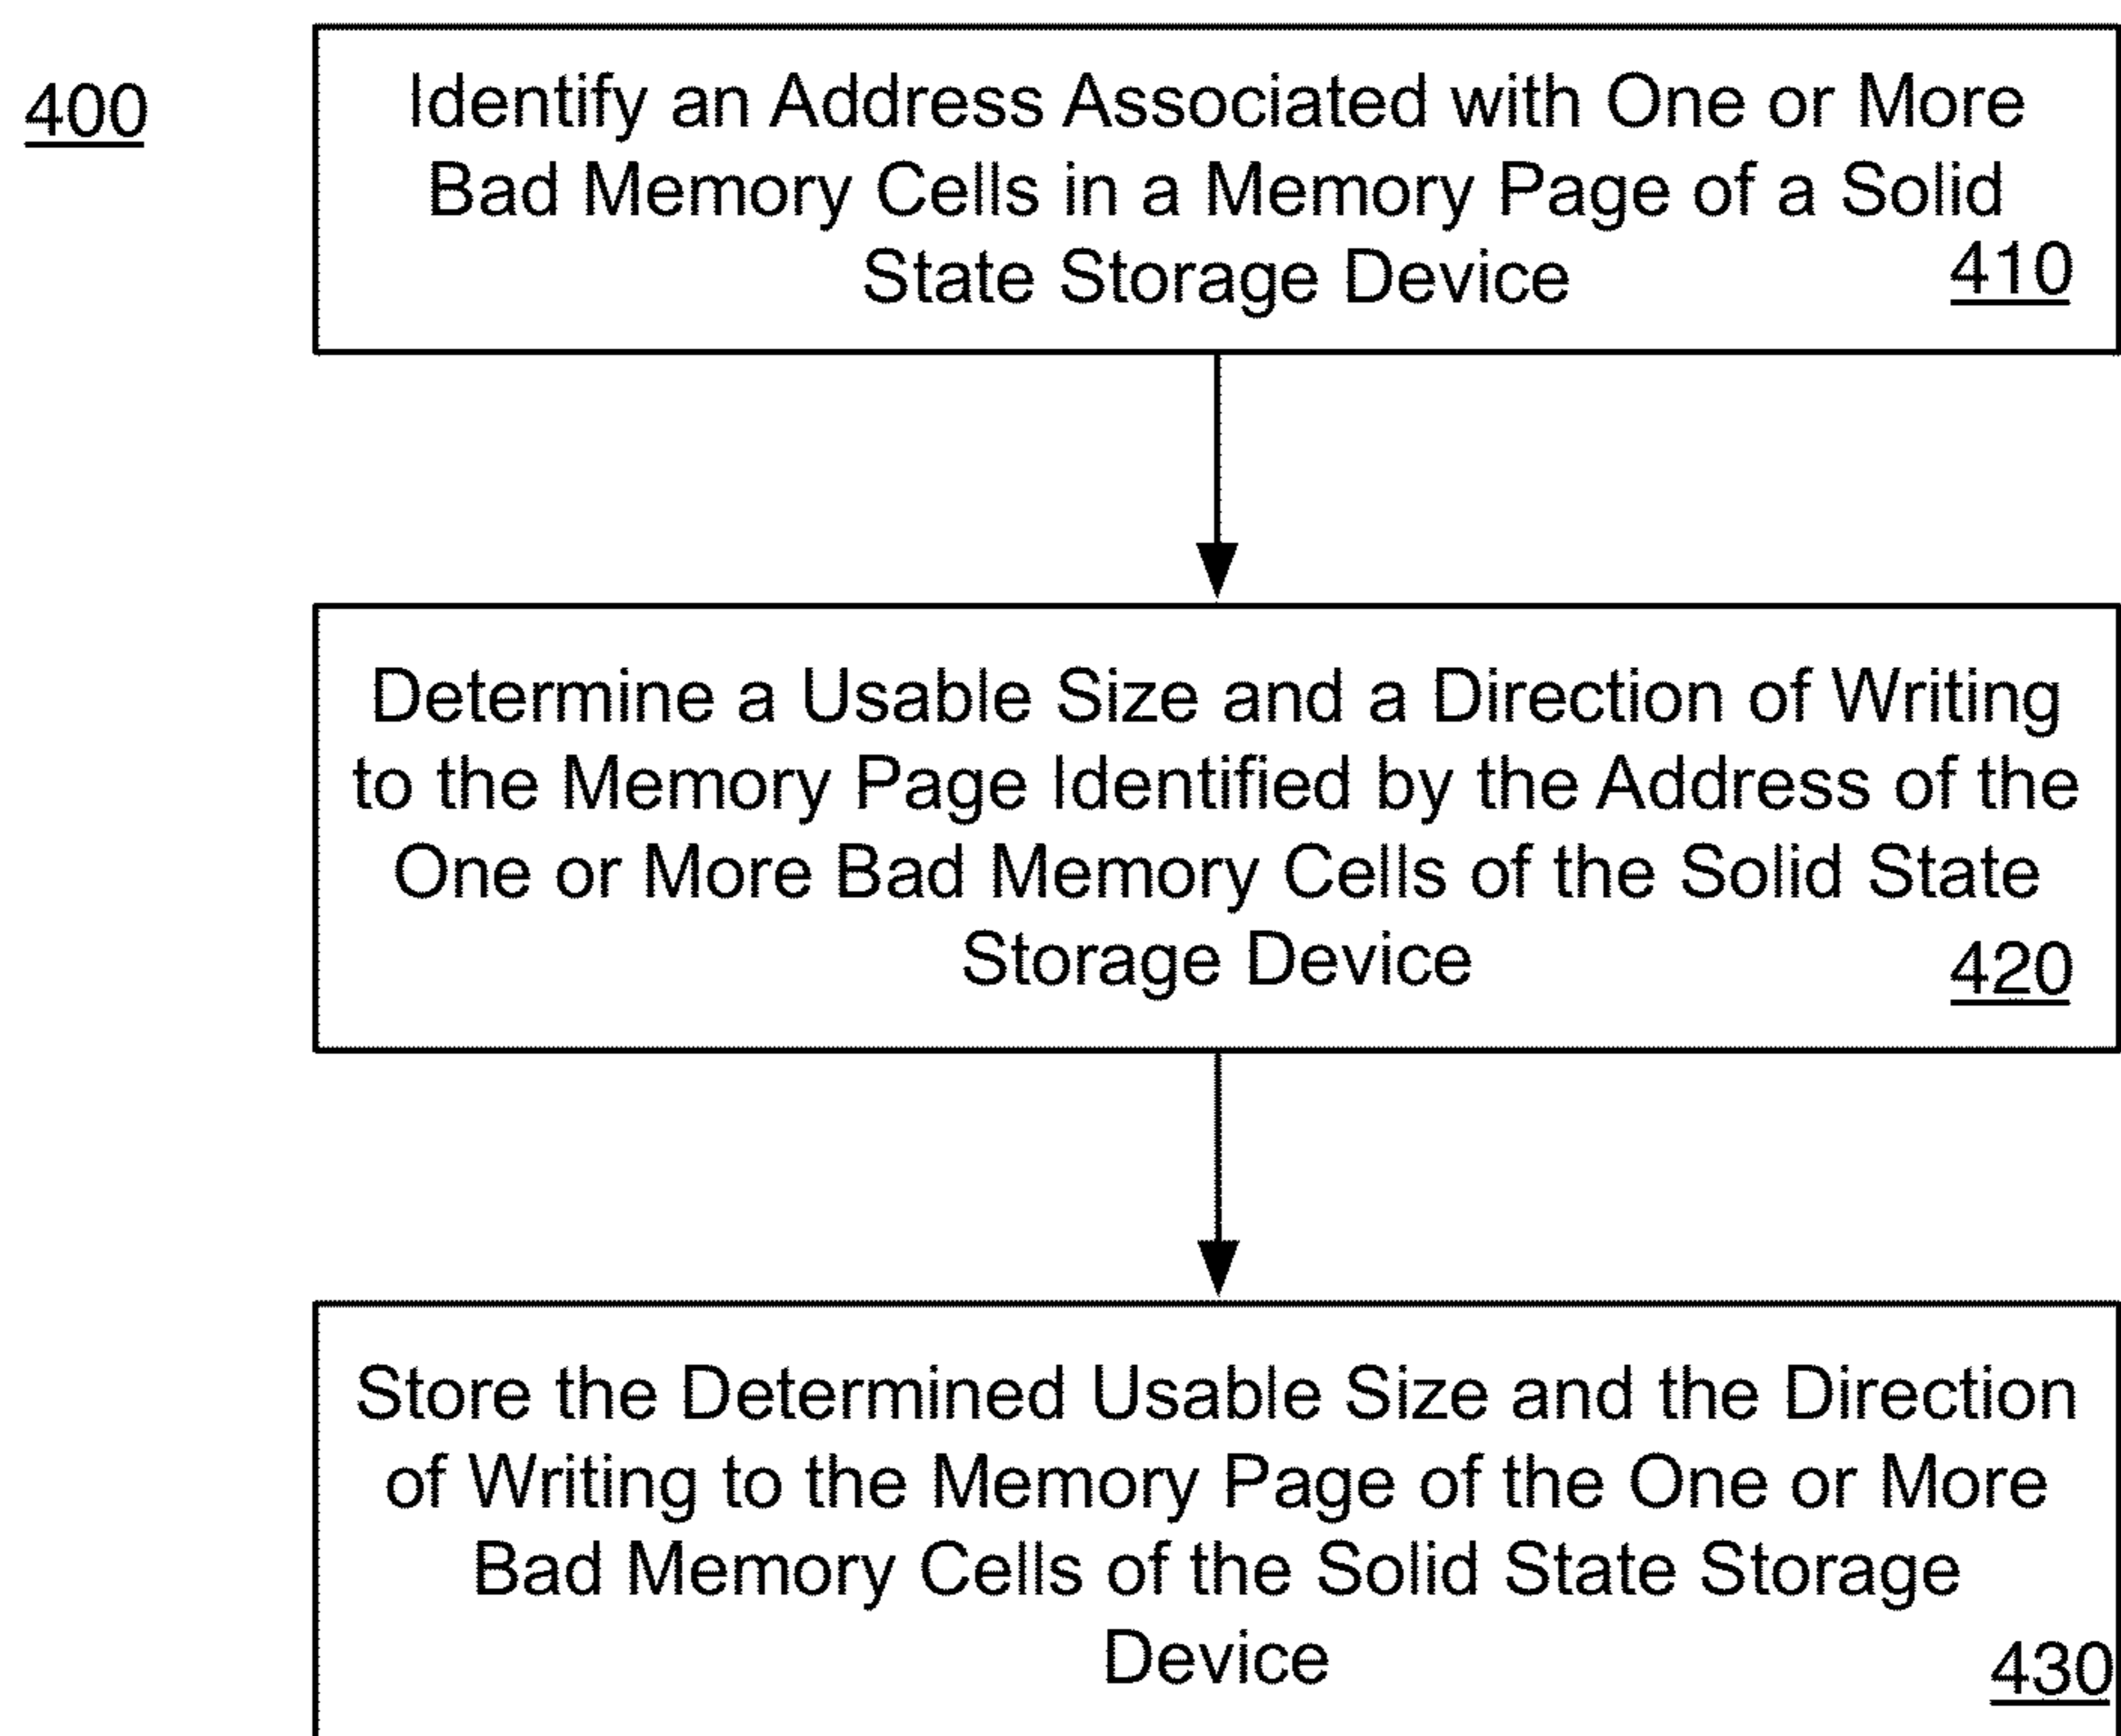 400
Identify an Address Associated with One or More
Bad Memory Cells in a Memory Page of a Solid
State Storage Device
410
Determine a Usable Size and a Direction of Writing
to the Memory Page Identified by the Address of the
One or More Bad Memory Cells of the Solid State
Storage Device
420
Store the Determined Usable Size and the Direction
of Writing to the Memory Page of the One or More
Bad Memory Cells of the Solid State Storage
Device
430